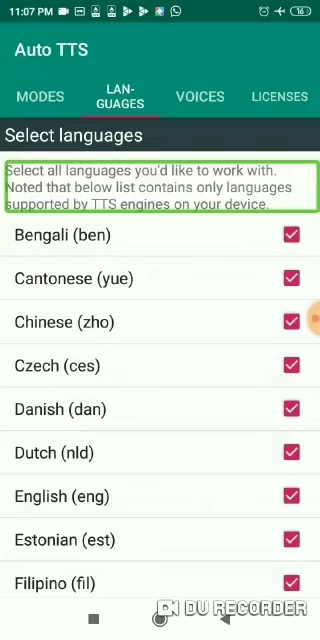 11:07 PM
16
Auto TTS
MODES
LAN-
GUAGES
VOICES
LICENSES
Select languages
Select all languages you'd like to work with.
Noted that below list contains only languages
supported by TTS engines on your device.
Bengali (ben)
Cantonese (yue)
Chinese (zho)
Czech (ces)
Danish (dan)
Dutch (nld)
English (eng)
Estonian (est)
Filipino (fil)
DU RECORDER